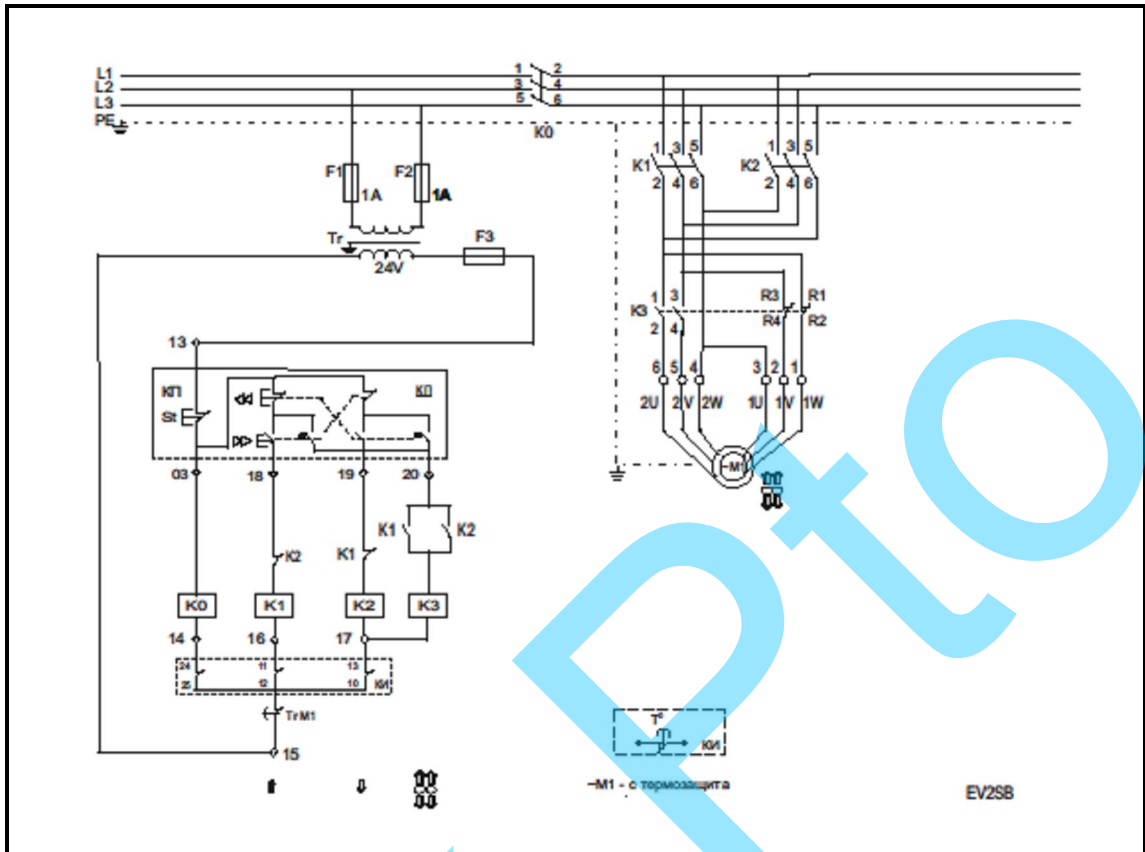 L1
1 2
L2
3 4
L3
5 6
PE
K0
1 3 5
K1
2 4 6
1 3 5
K2
2 4 6
F1
1A
F2
1A
Tr
24V
F3
13
КП
КП
St
03
18
19
20
K2
K1
K1
K2
K0
K1
K2
K3
14
16
17
24
11
13
25
12
10
КИ
TrM1
15
1 3
K3
2 4
R3
R1
R4
R2
6 5 4
3 2 1
2U 2V 2W
1U 1V 1W
~M1
T°
КИ
~M1 - с термозащита
EV2SB
Pto